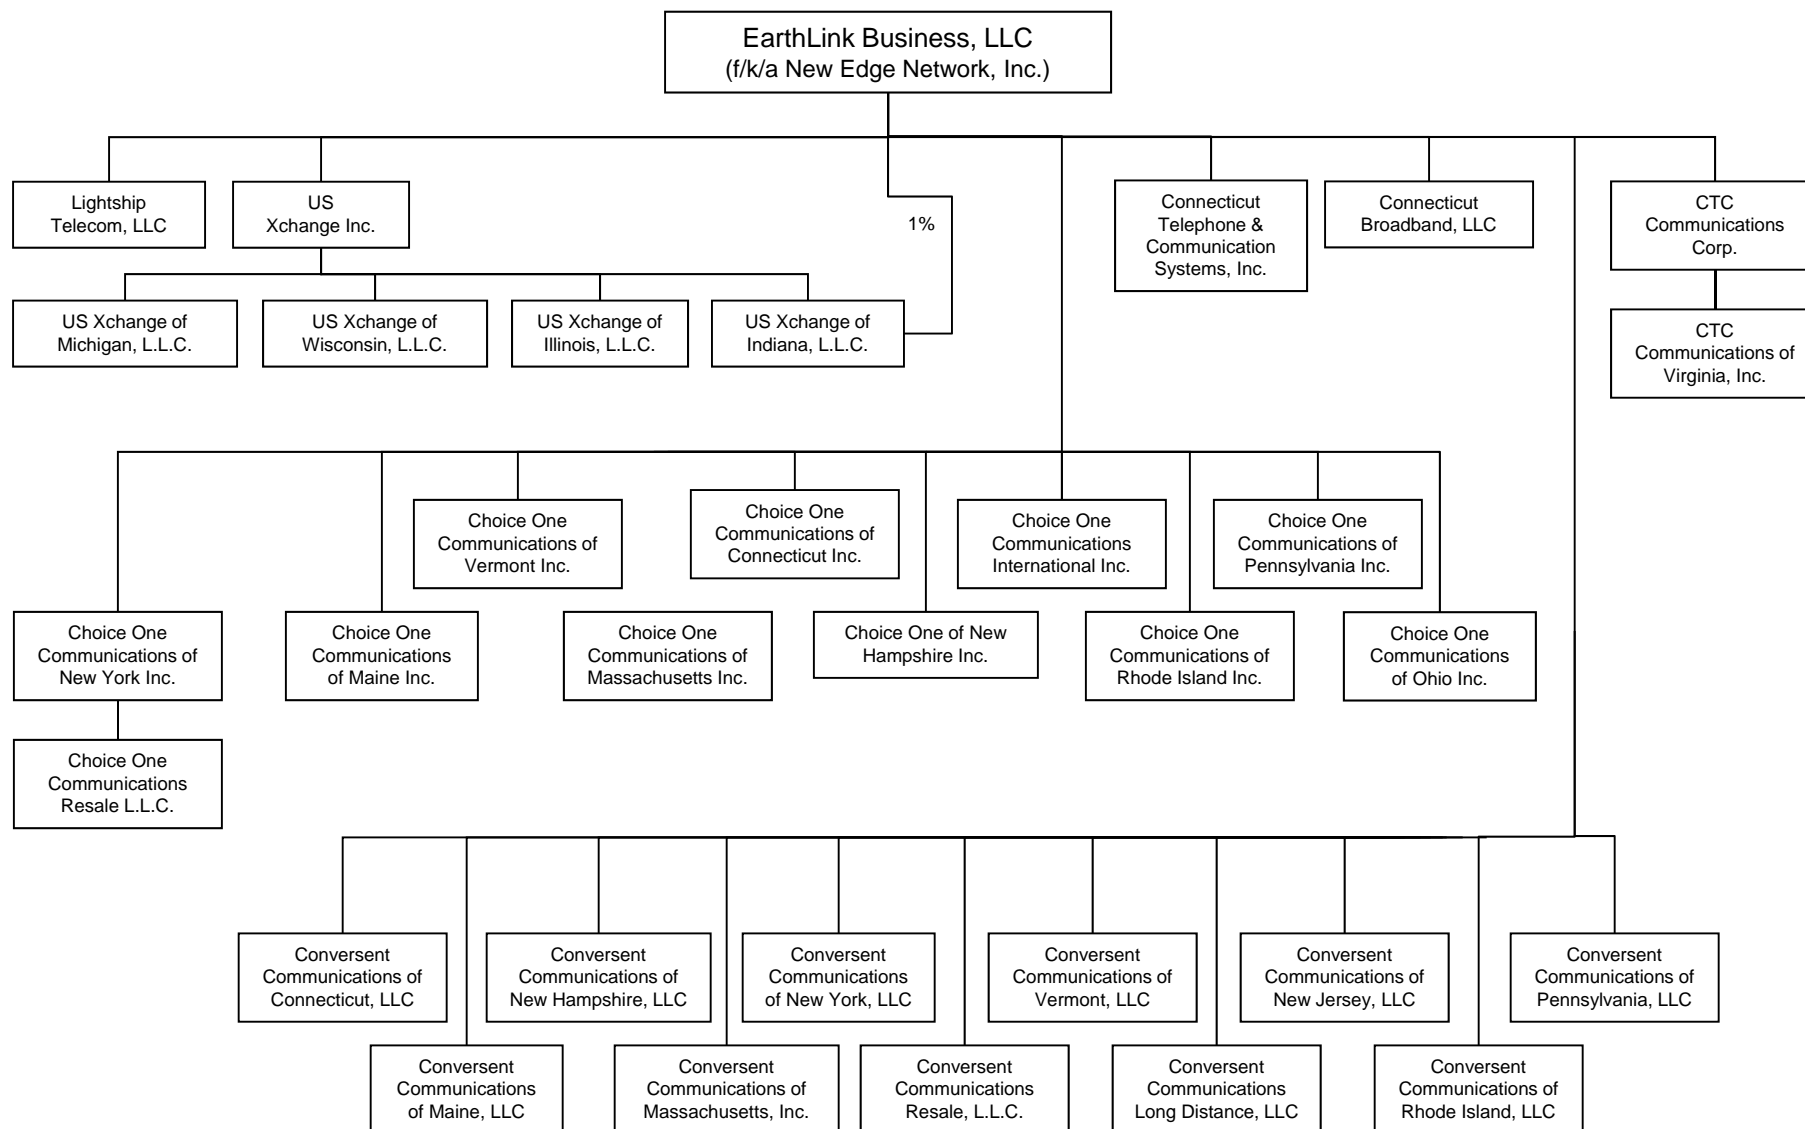 EarthLink Business, LLC
(f/k/a New Edge Network, Inc.)
Lightship
Telecom, LLC
US
Xchange Inc.
1%
Connecticut
Telephone &
Communication
Systems, Inc.
Connecticut
Broadband, LLC
CTC
Communications
Corp.
US Xchange of
Michigan, L.L.C.
US Xchange of
Wisconsin, L.L.C.
US Xchange of
Illinois, L.L.C.
US Xchange of
Indiana, L.L.C.
CTC
Communications of
Virginia, Inc.
Choice One
Communications of
Vermont Inc.
Choice One
Communications of
Connecticut Inc.
Choice One
Communications
International Inc.
Choice One
Communications of
Pennsylvania Inc.
Choice One
Communications of
New York Inc.
Choice One
Communications
of Maine Inc.
Choice One
Communications of
Massachusetts Inc.
Choice One of New
Hampshire Inc.
Choice One
Communications of
Rhode Island Inc.
Choice One
Communications
of Ohio Inc.
Choice One
Communications
Resale L.L.C.
Conversent
Communications of
Connecticut, LLC
Conversent
Communications of
New Hampshire, LLC
Conversent
Communications
of New York, LLC
Conversent
Communications of
Vermont, LLC
Conversent
Communications of
New Jersey, LLC
Conversent
Communications of
Pennsylvania, LLC
Conversent
Communications
of Maine, LLC
Conversent
Communications of
Massachusetts, Inc.
Conversent
Communications
Resale, L.L.C.
Conversent
Communications
Long Distance, LLC
Conversent
Communications of
Rhode Island, LLC